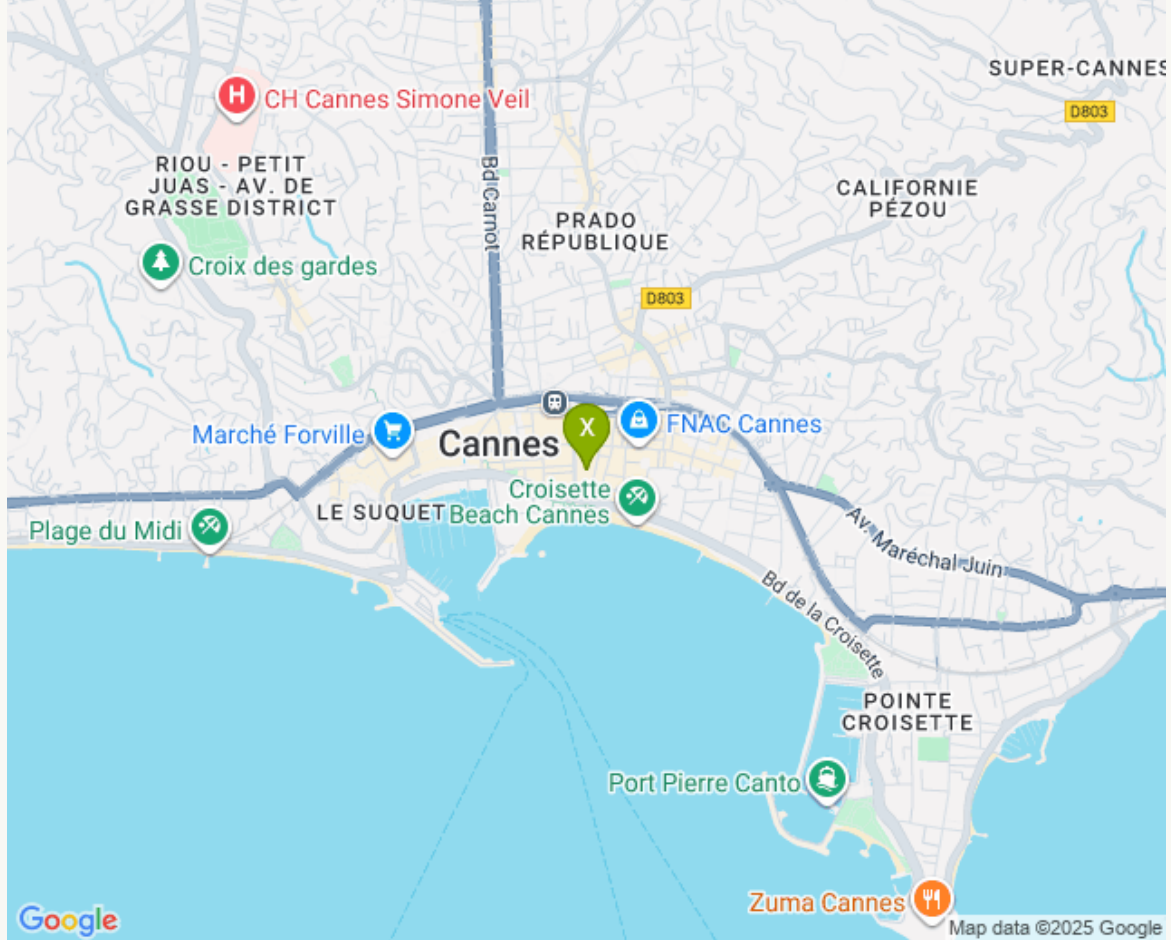 SUPER-CANNES
D803
H
CH Cannes Simone Veil
RIOU - PETIT
JUAS - AV. DE
GRASSE DISTRICT
Bd Carnot
CALIFORNIE
PÉZOU
PRADO
RÉPUBLIQUE
Croix des gardes
D803
X
Marché Forville
Cannes
FNAC Cannes
Croisette
Beach Cannes
LE SUQUET
Plage du Midi
Av. Maréchal Juin
Bd de la Croisette
POINTE
CROISETTE
Port Pierre Canto
Zuma Cannes
Google
Map data ©2025 Google